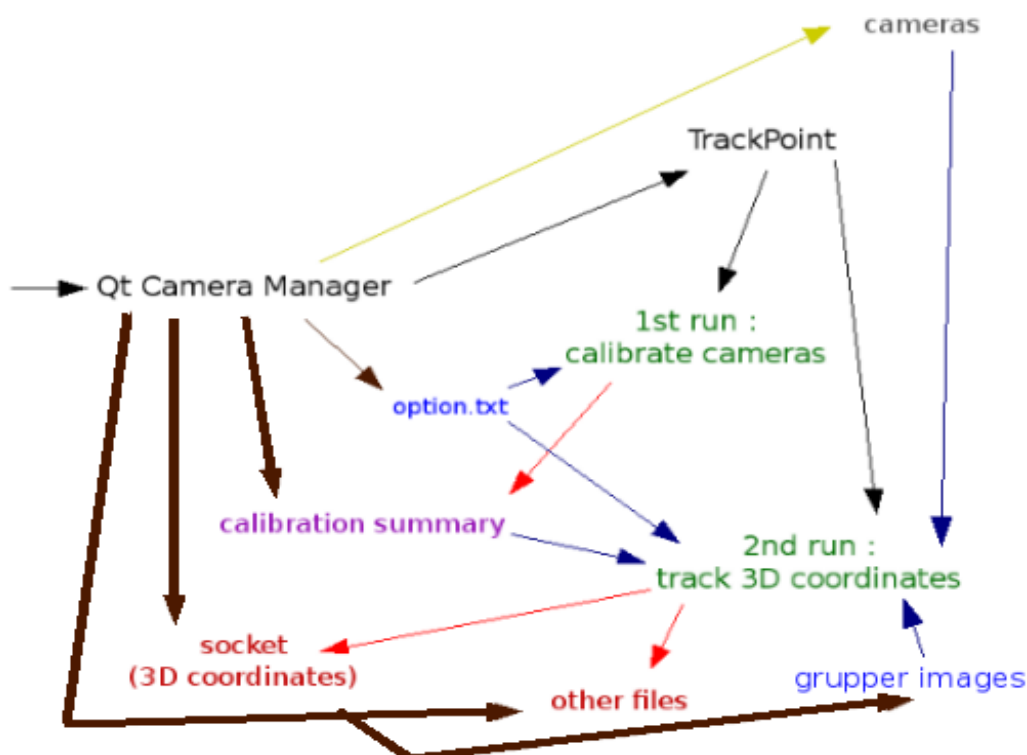 cameras
TrackPoint
Qt Camera Manager
1st run :
calibrate cameras
option.txt
calibration summary
2nd run :
track 3D coordinates
socket
(3D coordinates)
other files
grupper images